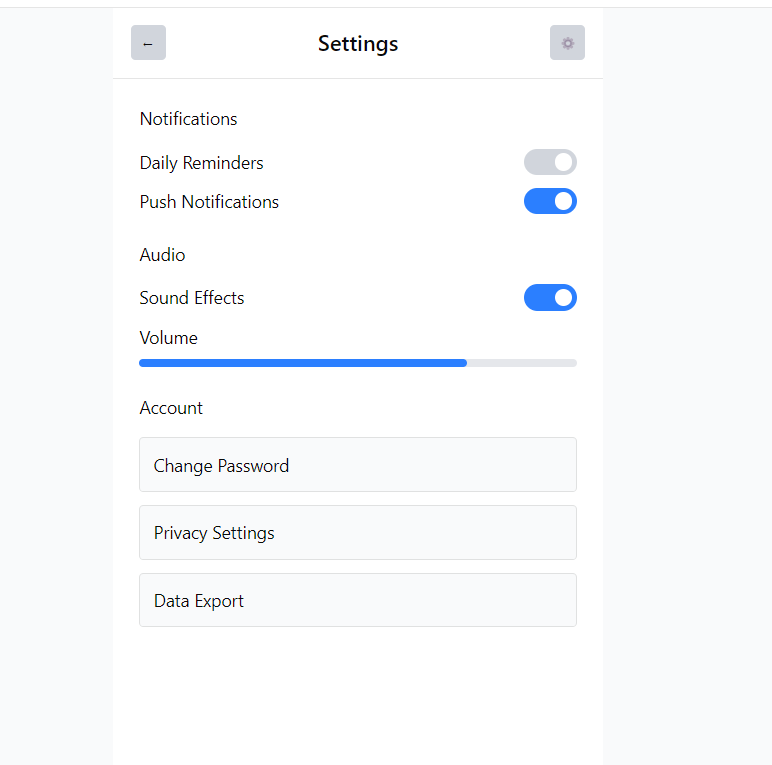 ←
Settings
Notifications
Daily Reminders
Push Notifications
Audio
Sound Effects
Volume
Account
Change Password
Privacy Settings
Data Export